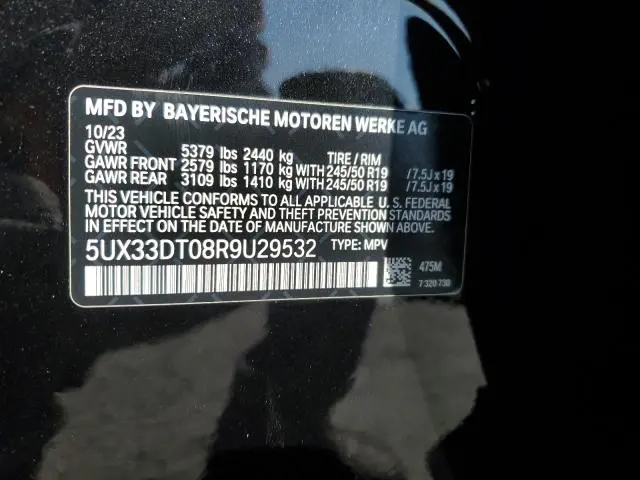 MFD BY BAYERISCHE MOTOREN WERKE AG
10/23
GVWR 5379 lbs 2440 kg TIRE / RIM
GAWR FRONT 2579 lbs 1170 kg WITH 245/50 R19 /7.5J x 19
GAWR REAR 3109 lbs 1410 kg WITH 245/50 R19 /7.5J x 19
THIS VEHICLE CONFORMS TO ALL APPLICABLE U. S. FEDERAL
MOTOR VEHICLE SAFETY AND THEFT PREVENTION STANDARDS
IN EFFECT ON THE DATE OF MANUFACTURE SHOWN ABOVE.
5UX33DT08R9U29532 TYPE: MPV
475M
7 320 730